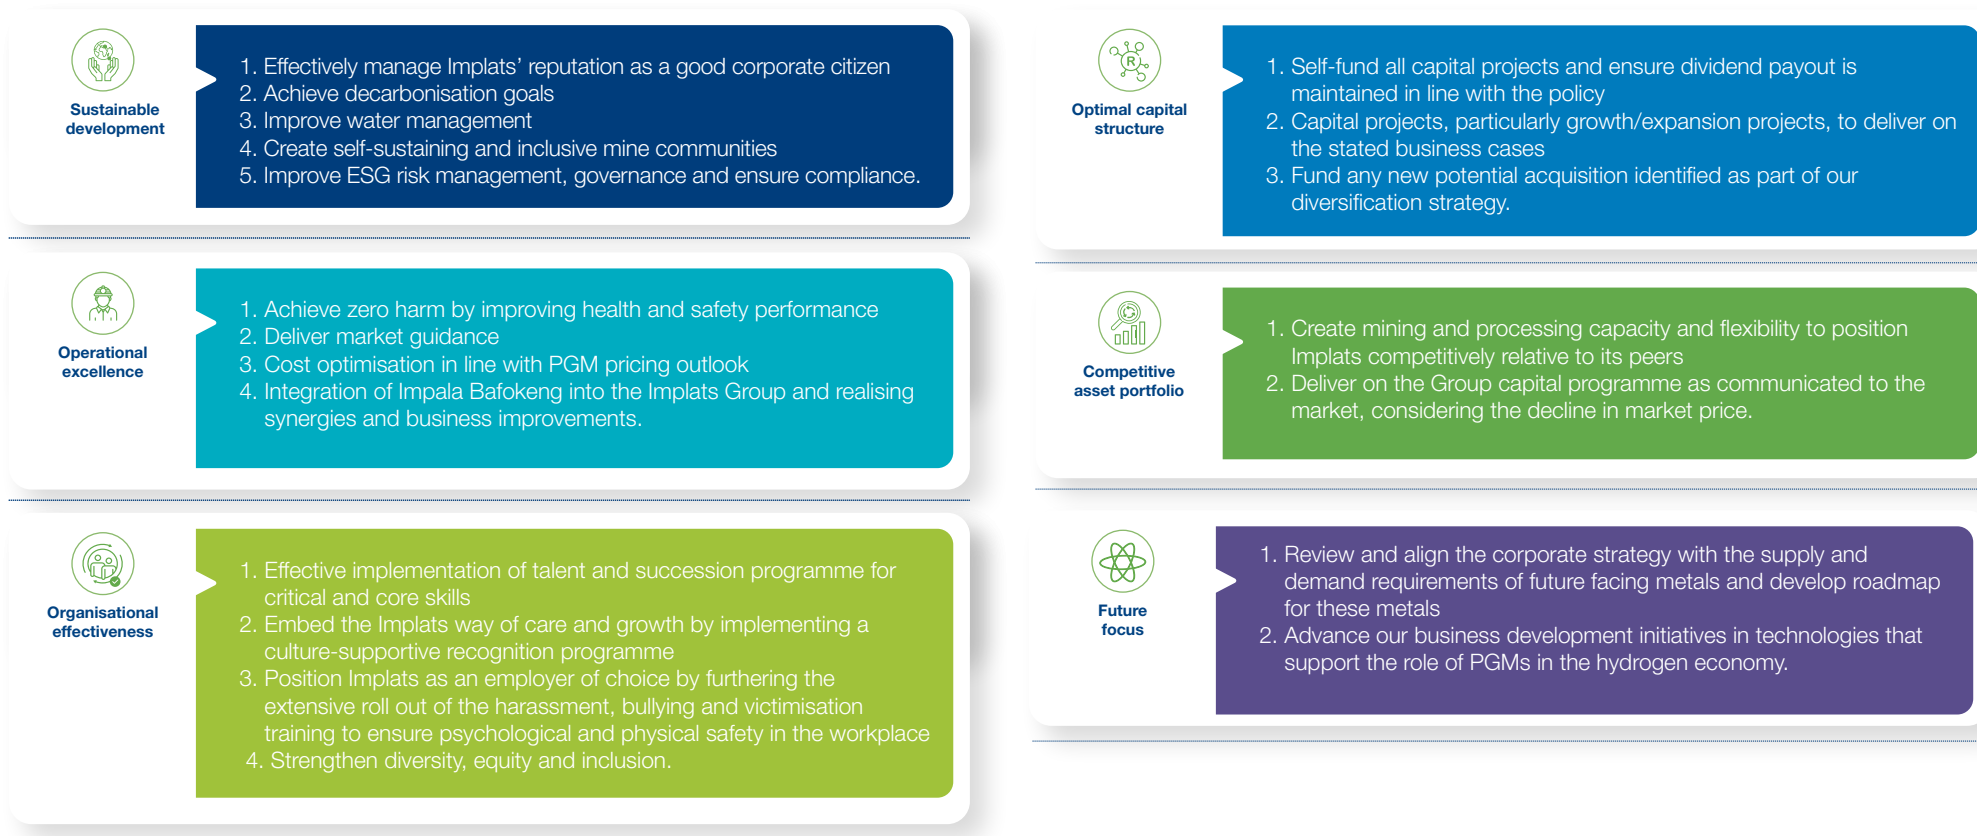 Sustainable
development
1. Effectively manage Implats’ reputation as a good corporate citizen
2. Achieve decarbonisation goals
3. Improve water management
4. Create self-sustaining and inclusive mine communities
5. Improve ESG risk management, governance and ensure compliance.
Operational
excellence
1. Achieve zero harm by improving health and safety performance
2. Deliver market guidance
3. Cost optimisation in line with PGM pricing outlook
4. Integration of Impala Bafokeng into the Implats Group and realising
synergies and business improvements.
Organisational
effectiveness
1. Effective implementation of talent and succession programme for
critical and core skills
2. Embed the Implats way of care and growth by implementing a
culture-supportive recognition programme
3. Position Implats as an employer of choice by furthering the
extensive roll out of the harassment, bullying and victimisation
training to ensure psychological and physical safety in the workplace
4. Strengthen diversity, equity and inclusion.
R
Optimal capital
structure
1. Self-fund all capital projects and ensure dividend payout is
maintained in line with the policy
2. Capital projects, particularly growth/expansion projects, to deliver on
the stated business cases
3. Fund any new potential acquisition identified as part of our
diversification strategy.
Competitive
asset portfolio
1. Create mining and processing capacity and flexibility to position
Implats competitively relative to its peers
2. Deliver on the Group capital programme as communicated to the
market, considering the decline in market price.
Future
focus
1. Review and align the corporate strategy with the supply and
demand requirements of future facing metals and develop roadmap
for these metals
2. Advance our business development initiatives in technologies that
support the role of PGMs in the hydrogen economy.